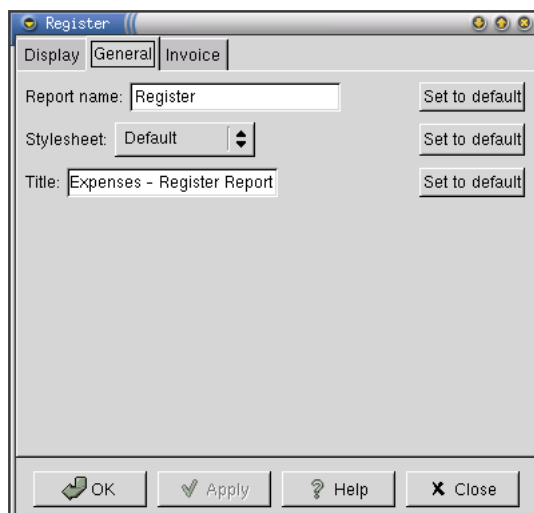 Register
Display General Invoice
Report name: Register Set to default
Stylesheet: Default Set to default
Title: Expenses - Register Report Set to default
OK Apply Help Close